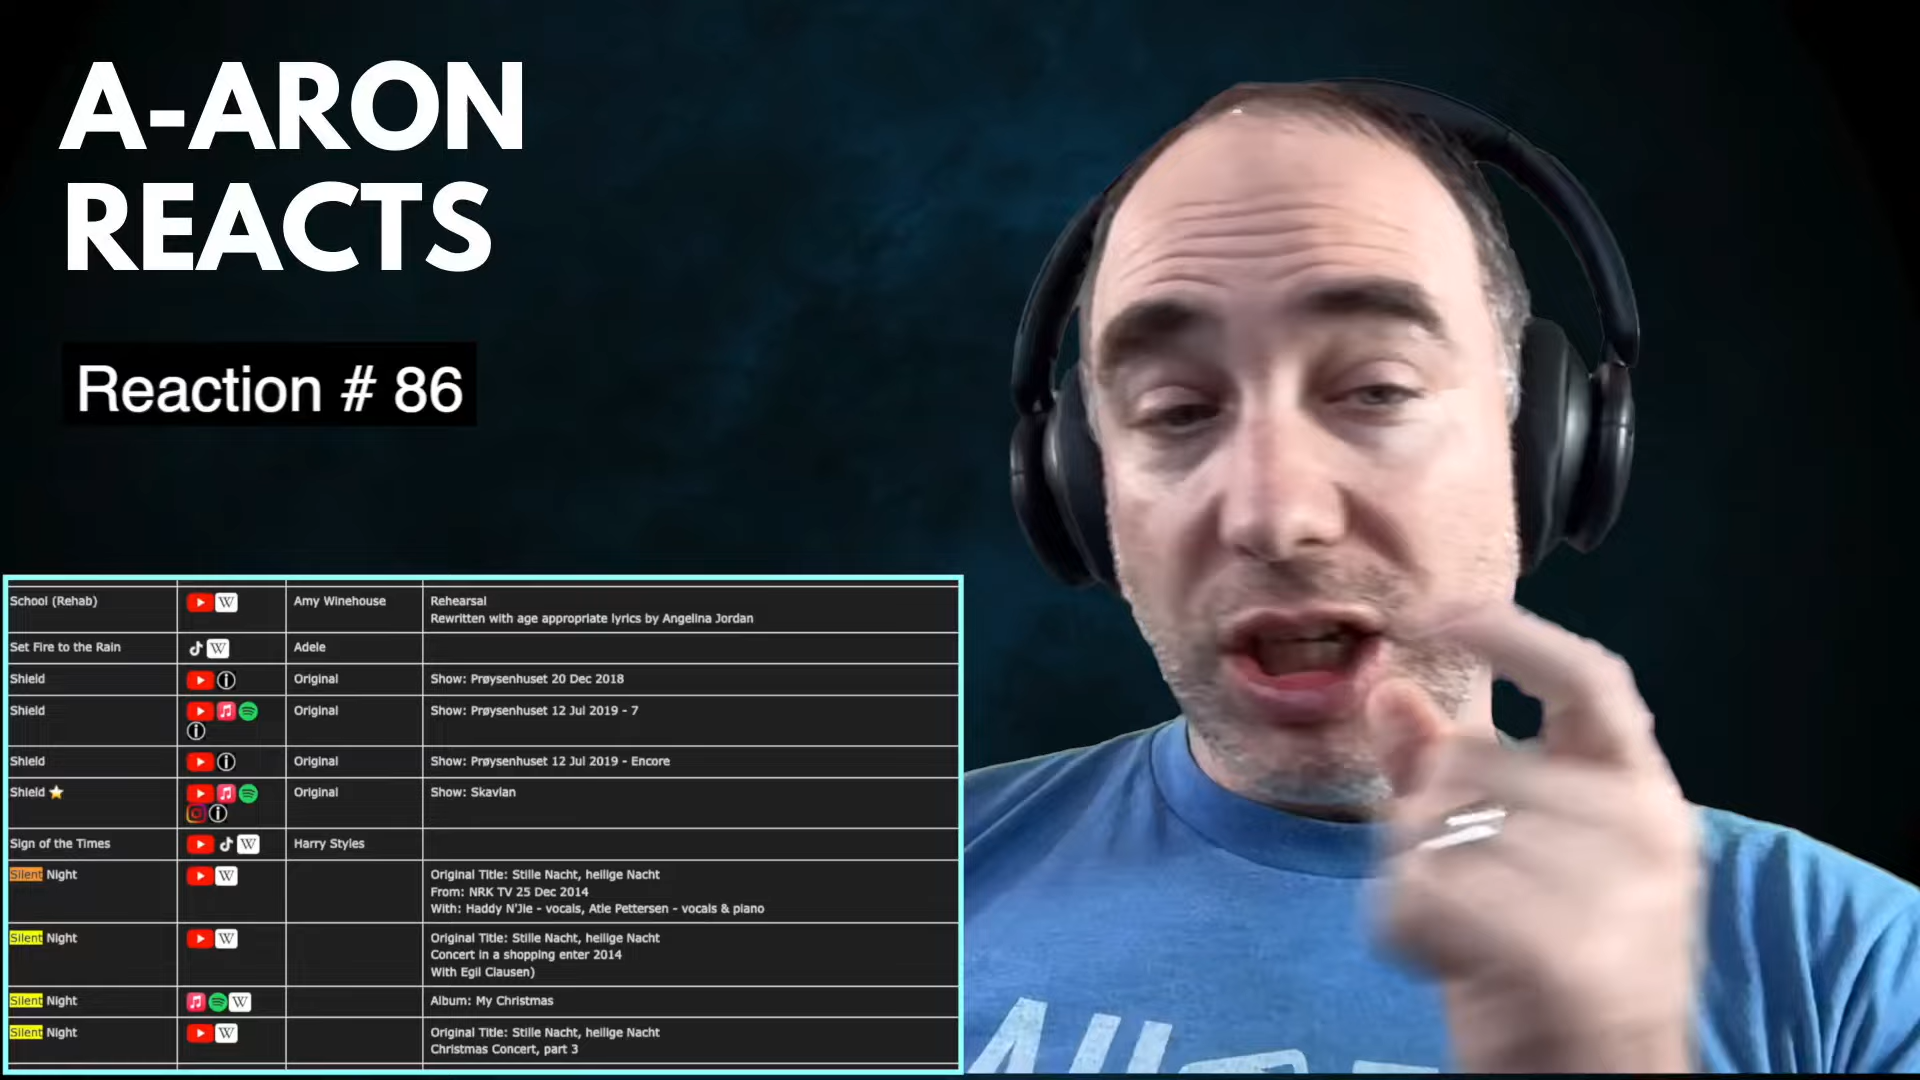 A-ARON
REACTS
Reaction # 86
School (Rehab) Amy Winehouse Rehearsal
Rewritten with age appropriate lyrics by Angelina Jordan
Set Fire to the Rain Adele
Shield Original Show: Prøysenhuset 20 Dec 2018
Shield Original Show: Prøysenhuset 12 Jul 2019 - 7
Shield Original Show: Prøysenhuset 12 Jul 2019 - Encore
Shield Original Show: Skavlan
Sign of the Times Harry Styles
Silent Night Original Title: Stille Nacht, heilige Nacht
From: NRK TV 25 Dec 2014
With: Haddy N'Jie - vocals, Atle Pettersen - vocals & piano
Silent Night Original Title: Stille Nacht, heilige Nacht
Concert in a shopping enter 2014
With Egil Clausen)
Silent Night Album: My Christmas
Silent Night Original Title: Stille Nacht, heilige Nacht
Christmas Concert, part 3